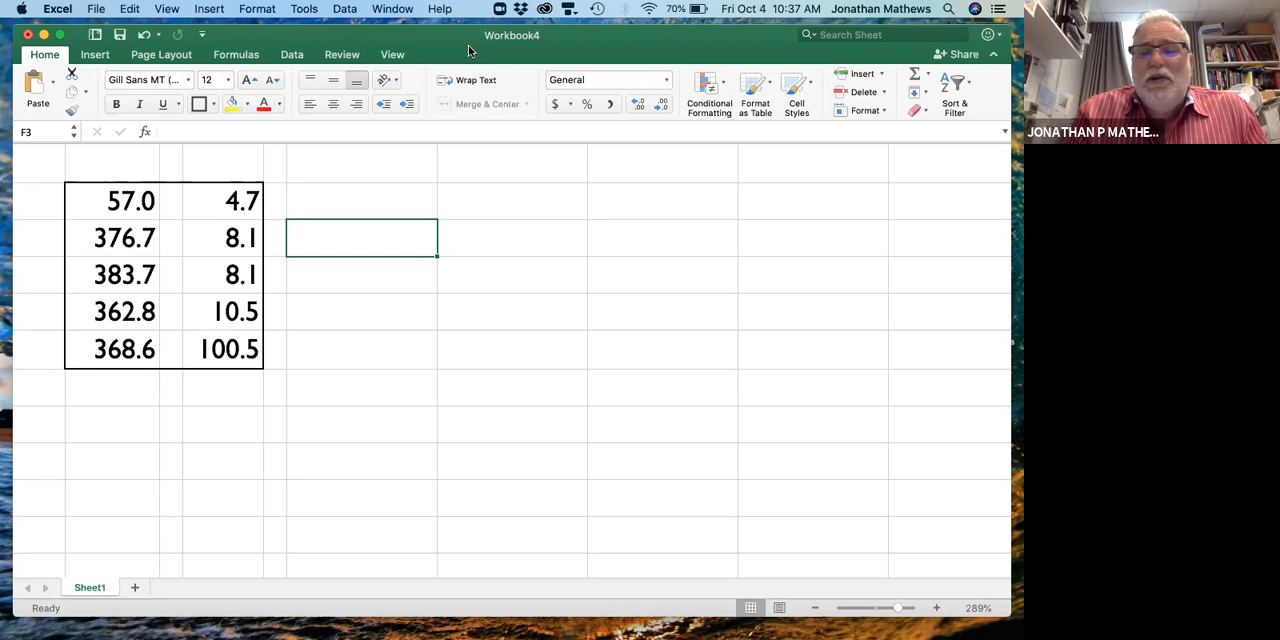 Excel File Edit View Insert Format Tools Data Window Help 70% Fri Oct 4 10:37 AM Jonathan Mathews
Workbook4 Search Sheet
Home Insert Page Layout Formulas Data Review View Share
Paste Gill Sans MT (... 12 A A Wrap Text General Insert Σ
B I U A Merge & Center $ % Conditional Formatting Format as Table Cell Styles Delete Format Sort & Filter
F3 fx
57.0 4.7
376.7 8.1
383.7 8.1
362.8 10.5
368.6 100.5
Sheet1 +
Ready 289%
JONATHAN P MATHE...